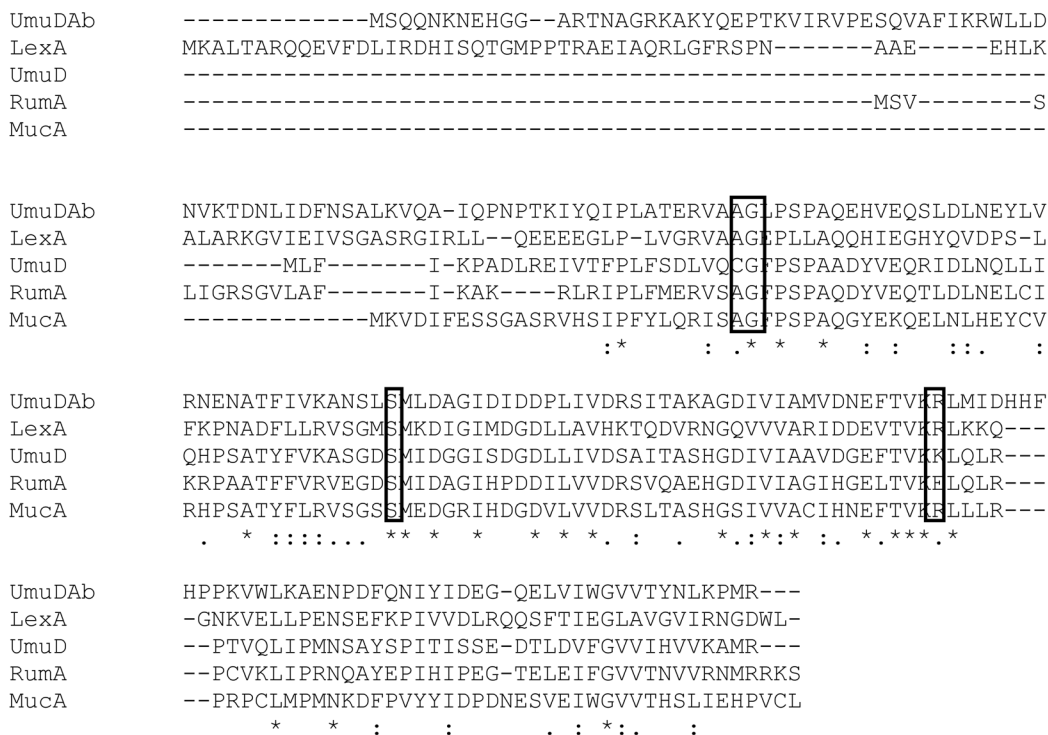 UmuDAb -------------MSQQNKNEHGG--ARTNAGRKAKYQEPTKVIRVPESQVAFIKRWLLD
LexA MKALTARQQEVFDLIRDHISQTGMPPTRAEIAQRLGFRSPN-------AAE-----EHLK
UmuD ------------------------------------------------------------
RumA ------------------------------------------------MSV--------S
MucA ------------------------------------------------------------
UmuDAb NVKTDNLIDFNSALKVQA-IQPNPTKIYQIPLATERVAAGLPSPAQEHVEQSLDLNEYLV
LexA ALARKGVIEIVSGASRGIRLL--QEEEEGLP-LVGRVAAGEPLLAQQHIEGHYQVDPS-L
UmuD -------MLF-------I-KPADLREIVTFPLFSDLVQCGFPSPAADYVEQRIDLNQLLI
RumA LIGRSGVLAF-------I-KAK----RLRIPLFMERVSAGFPSPAQDYVEQTLDLNELCI
MucA -------------MKVDIFESSGASRVHSIPFYLQRISAGFPSPAQGYEKQELNLHEYCV
:* : .* * * : : ::. :
UmuDAb RNENATFIVKANSLSMLDAGIDIDDPLIVDRSITAKAGDIVIAMVDNEFTVKRLMIDHHF
LexA FKPNADFLLRVSGMSMKDIGIMDGDLLAVHKTQDVRNGQVVVARIDDEVTVKRLKKQ---
UmuD QHPSATYFVKASGDSMIDGGISDGDLLIVDSAITASHGDIVIAAVDGEFTVKKLQLR---
RumA KRPAATFFVRVEGDSMIDAGIHPDDILVVDRSVQAEHGDIVIAGIHGELTVKELQLR---
MucA RHPSATYFLRVSGSSMEDGRIHDGDVLVVDRSLTASHGSIVVACIHNEFTVKRLLLR---
. * ::::... ** * * * * *. : . *.:*:* :. *.***.*
UmuDAb HPPKVWLKAENPDFQNIYIDEG-QELVIWGVVTYNLKPMR---
LexA -GNKVELLPENSEFKPIVVDLRQQSFTIEGLAVGVIRNGDWL-
UmuD --PTVQLIPMNSAYSPITISSE-DTLDVFGVVIHVVKAMR---
RumA --PCVKLIPRNQAYEPIHIPEG-TELEIFGVVTNVVRNMRRKS
MucA --PRPCLMPMNKDFPVYYIDPDNESVEIWGVVTHSLIEHPVCL
* * : : . : *:. :